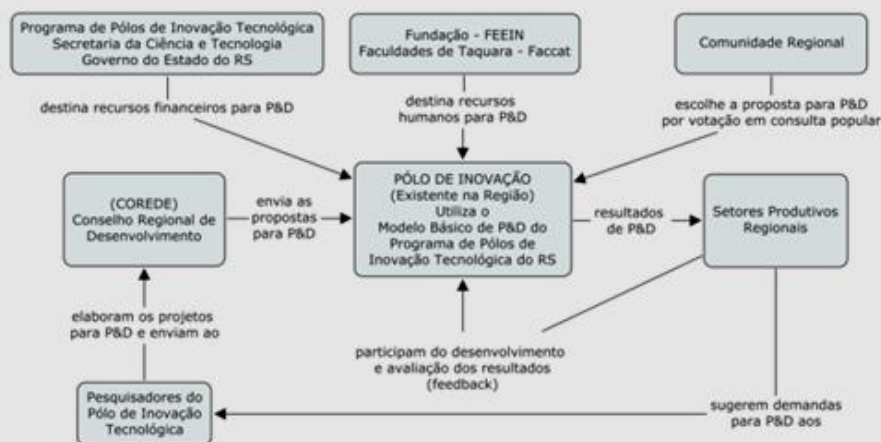 Programa de Pólos de Inovação Tecnológica
Secretaria da Ciência e Tecnologia
Governo do Estado do RS
Fundação - FEEIN
Faculdades de Taquara - Faccat
Comunidade Regional
destina recursos financeiros para P&D
destina recursos
humanos para P&D
escolhe a proposta para P&D
por votação em consulta popular
(COREDE)
Conselho Regional de
Desenvolvimento
envia as
propostas
para P&D
PÓLO DE INOVAÇÃO
(Existente na Região)
Utiliza o
Modelo Básico de P&D do
Programa de Pólos de
Inovação Tecnológica do RS
resultados
de P&D
Setores Produtivos
Regionais
elaboram os projetos
para P&D e enviam ao
participam do desenvolvimento
e avaliação dos resultados
(feedback)
Pesquisadores do
Pólo de Inovação
Tecnológica
sugerem demandas
para P&D aos